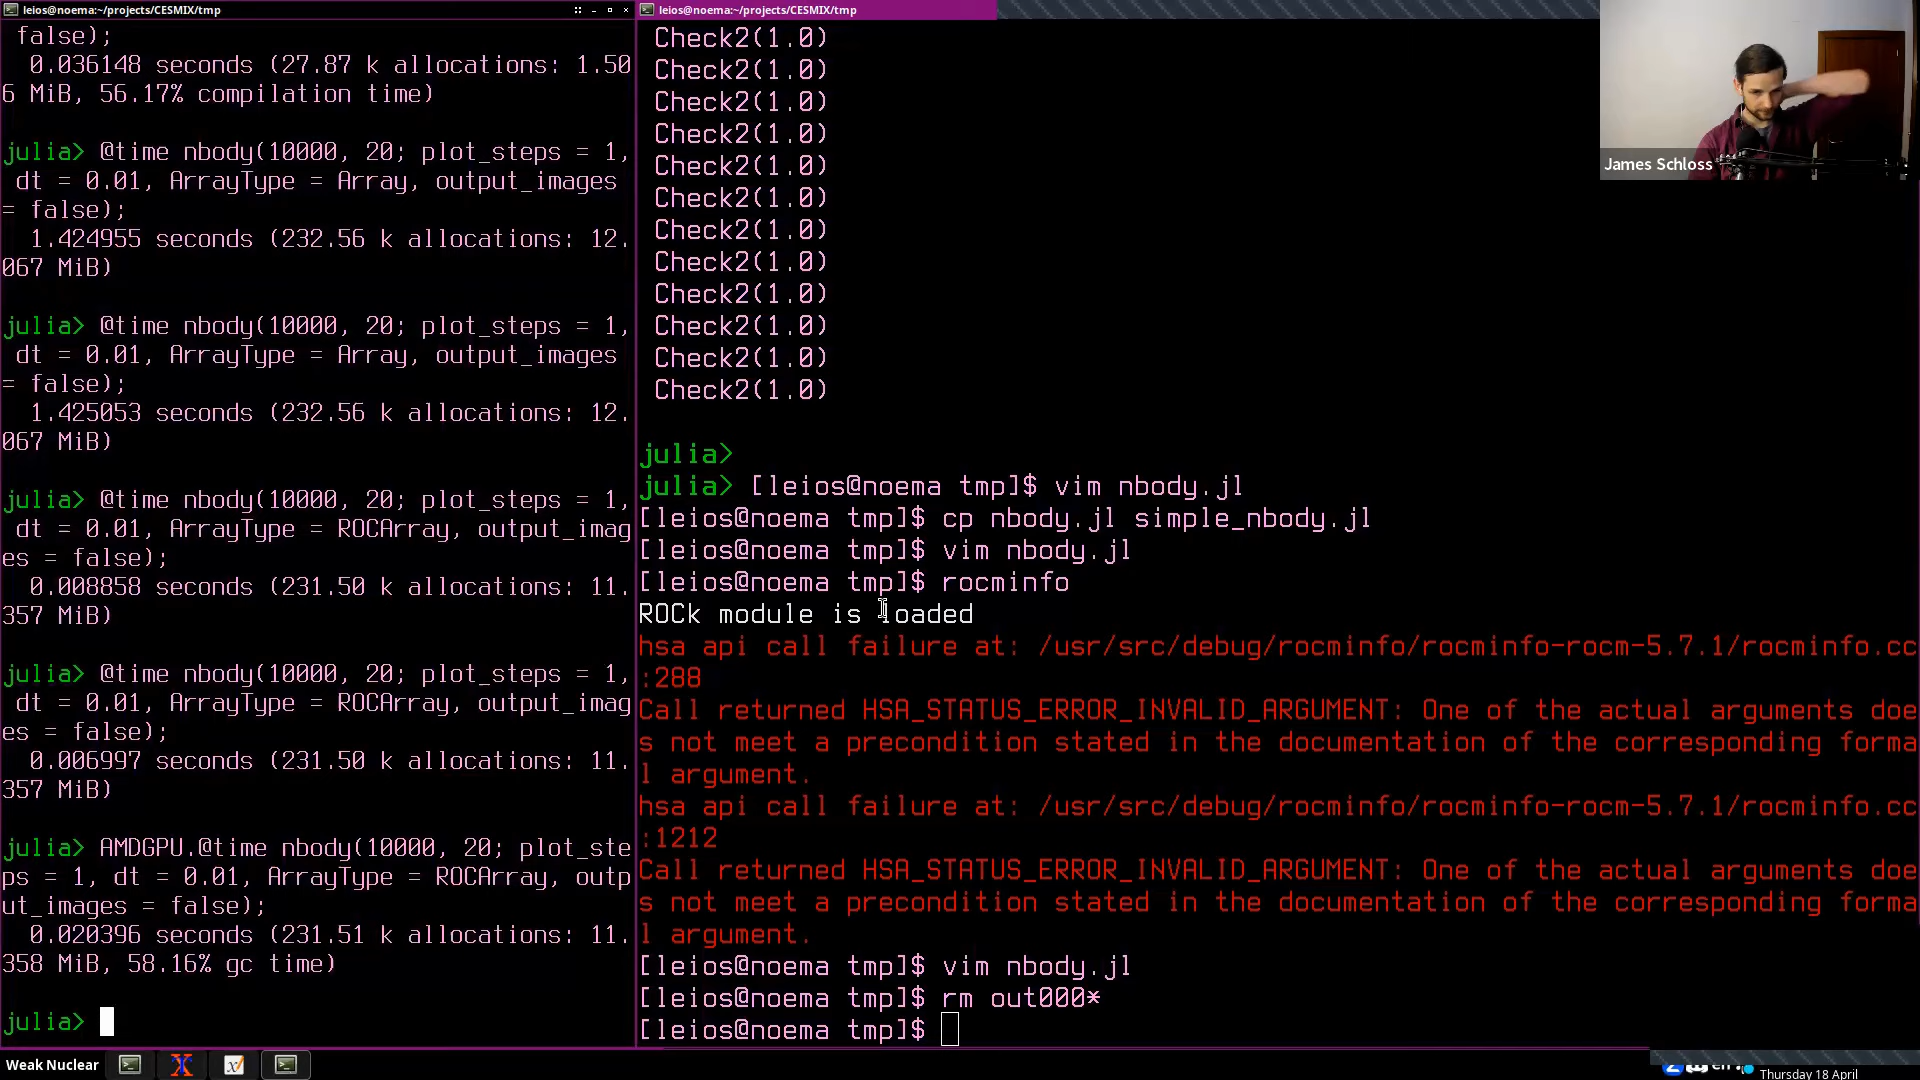 leios@noema:~/projects/CESMIX/tmp
false);
0.036148 seconds (27.87 k allocations: 1.50
6 MiB, 56.17% compilation time)
julia> @time nbody(10000, 20; plot_steps = 1,
dt = 0.01, ArrayType = Array, output_images
= false);
1.424955 seconds (232.56 k allocations: 12.
067 MiB)
julia> @time nbody(10000, 20; plot_steps = 1,
dt = 0.01, ArrayType = Array, output_images
= false);
1.425053 seconds (232.56 k allocations: 12.
067 MiB)
julia> @time nbody(10000, 20; plot_steps = 1,
dt = 0.01, ArrayType = ROCArray, output_imag
es = false);
0.008858 seconds (231.50 k allocations: 11.
357 MiB)
julia> @time nbody(10000, 20; plot_steps = 1,
dt = 0.01, ArrayType = ROCArray, output_imag
es = false);
0.006997 seconds (231.50 k allocations: 11.
357 MiB)
julia> AMDGPU.@time nbody(10000, 20; plot_ste
ps = 1, dt = 0.01, ArrayType = ROCArray, outp
ut_images = false);
0.020396 seconds (231.51 k allocations: 11.
358 MiB, 58.16% gc time)
julia>
leios@noema:~/projects/CESMIX/tmp
Check2(1.0)
Check2(1.0)
Check2(1.0)
Check2(1.0)
Check2(1.0)
Check2(1.0)
Check2(1.0)
Check2(1.0)
Check2(1.0)
Check2(1.0)
Check2(1.0)
Check2(1.0)
julia>
julia> [leios@noema tmp]$ vim nbody.jl
[leios@noema tmp]$ cp nbody.jl simple_nbody.jl
[leios@noema tmp]$ vim nbody.jl
[leios@noema tmp]$ rocminfo
ROCk module is loaded
hsa api call failure at: /usr/src/debug/rocminfo/rocminfo-rocm-5.7.1/rocminfo.cc
:288
Call returned HSA_STATUS_ERROR_INVALID_ARGUMENT: One of the actual arguments doe
s not meet a precondition stated in the documentation of the corresponding forma
l argument.
hsa api call failure at: /usr/src/debug/rocminfo/rocminfo-rocm-5.7.1/rocminfo.cc
:1212
Call returned HSA_STATUS_ERROR_INVALID_ARGUMENT: One of the actual arguments doe
s not meet a precondition stated in the documentation of the corresponding forma
l argument.
[leios@noema tmp]$ vim nbody.jl
[leios@noema tmp]$ rm out000*
[leios@noema tmp]$
James Schloss
Weak Nuclear
en
Thursday 18 April